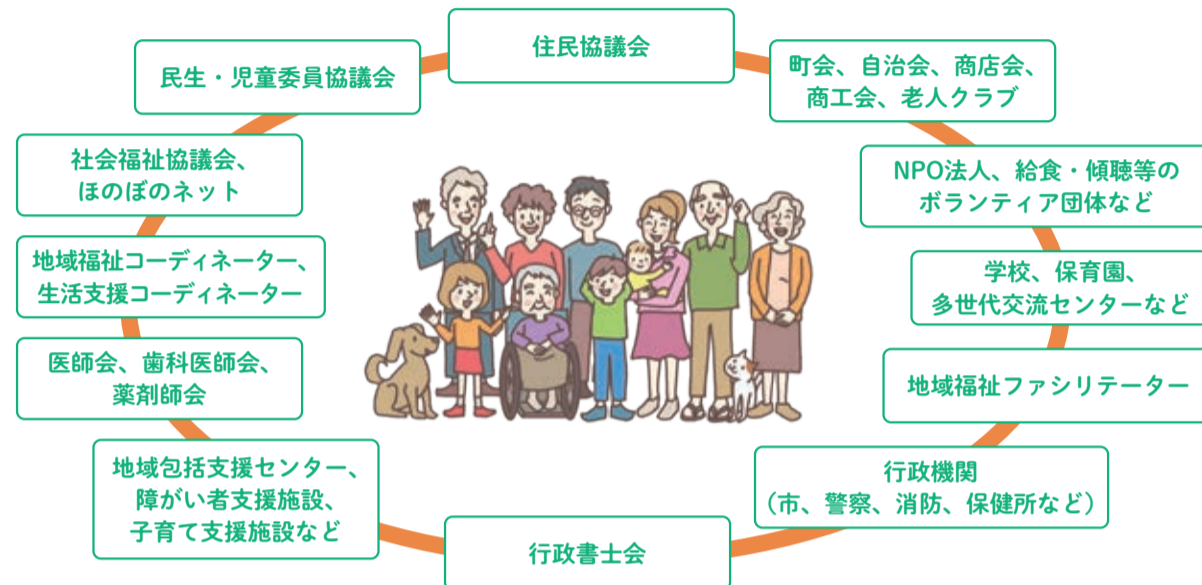 住民協議会
民生・児童委員協議会
町会、自治会、商店会、
商工会、老人クラブ
社会福祉協議会、
ほのぼのネット
NPO法人、給食・傾聴等の
ボランティア団体など
地域福祉コーディネーター、
生活支援コーディネーター
学校、保育園、
多世代交流センターなど
医師会、歯科医師会、
薬剤師会
地域福祉ファシリテーター
地域包括支援センター、
障がい者支援施設、
子育て支援施設など
行政機関
(市、警察、消防、保健所など)
行政書士会